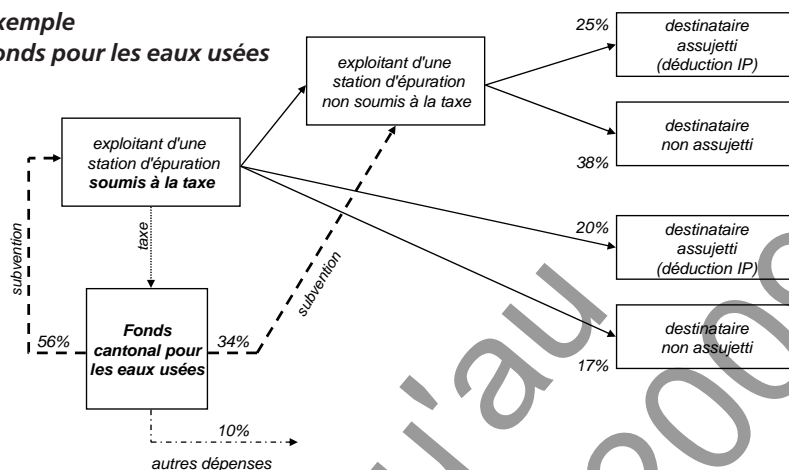 xemple
onds pour les eaux usées
exploitant d'une
station d'épuration
non soumis à la taxe
25%
destinataire
assujetti
(déduction IP)
destinataire
non assujetti
38%
exploitant d'une
station d'épuration
soumis à la taxe
20%
destinataire
assujetti
(déduction IP)
destinataire
non assujetti
17%
subvention
taxe
subvention
56%
Fonds
cantonal pour
les eaux usées
34%
10%
autres dépenses
u'au
200